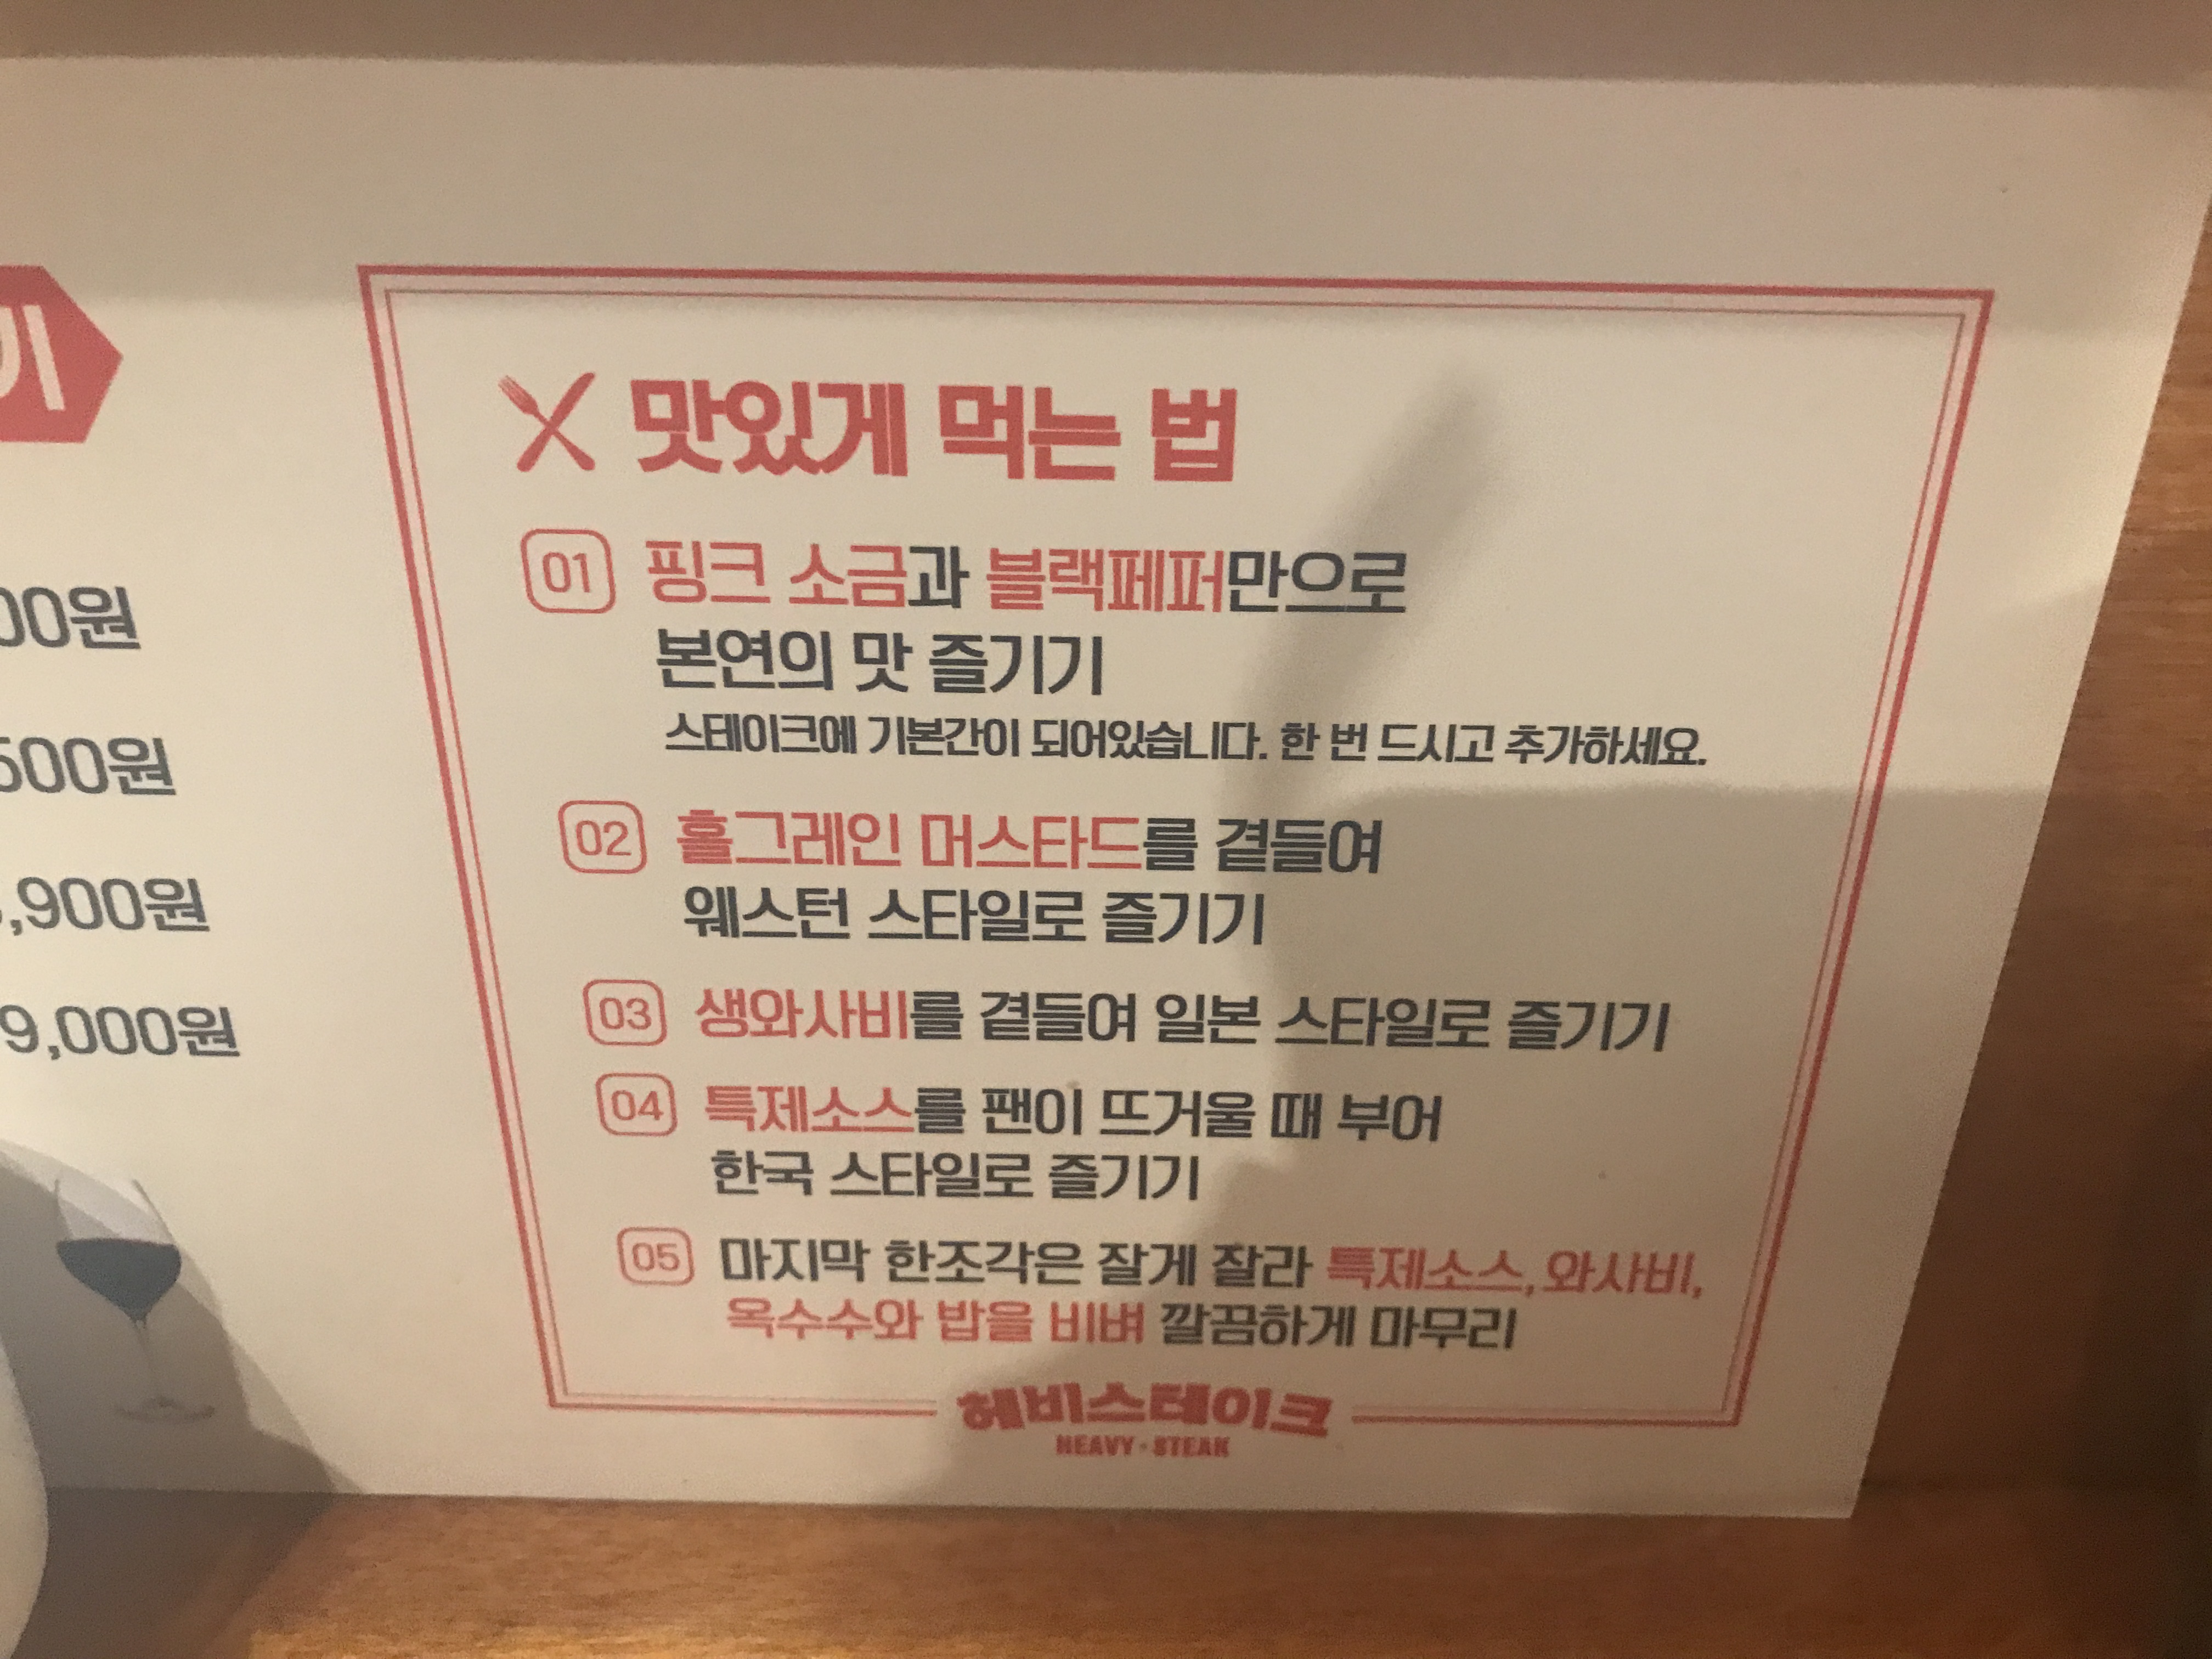 맛있게 먹는 법
01 핑크 소금과 블랙페퍼만으로
본연의 맛 즐기기
스테이크에 기본간이 되어있습니다. 한 번 드시고 추가하세요.
02 홀그레인 머스타드를 곁들여
웨스턴 스타일로 즐기기
03 생와사비를 곁들여 일본 스타일로 즐기기
04 특제소스를 팬이 뜨거울 때 부어
한국 스타일로 즐기기
05 마지막 한조각은 잘게 잘라 특제소스, 와사비,
옥수수와 밥을 비벼 깔끔하게 마무리
헤비스테이크
HEAVY·STEAK
기
00원
500원
,900원
9,000원